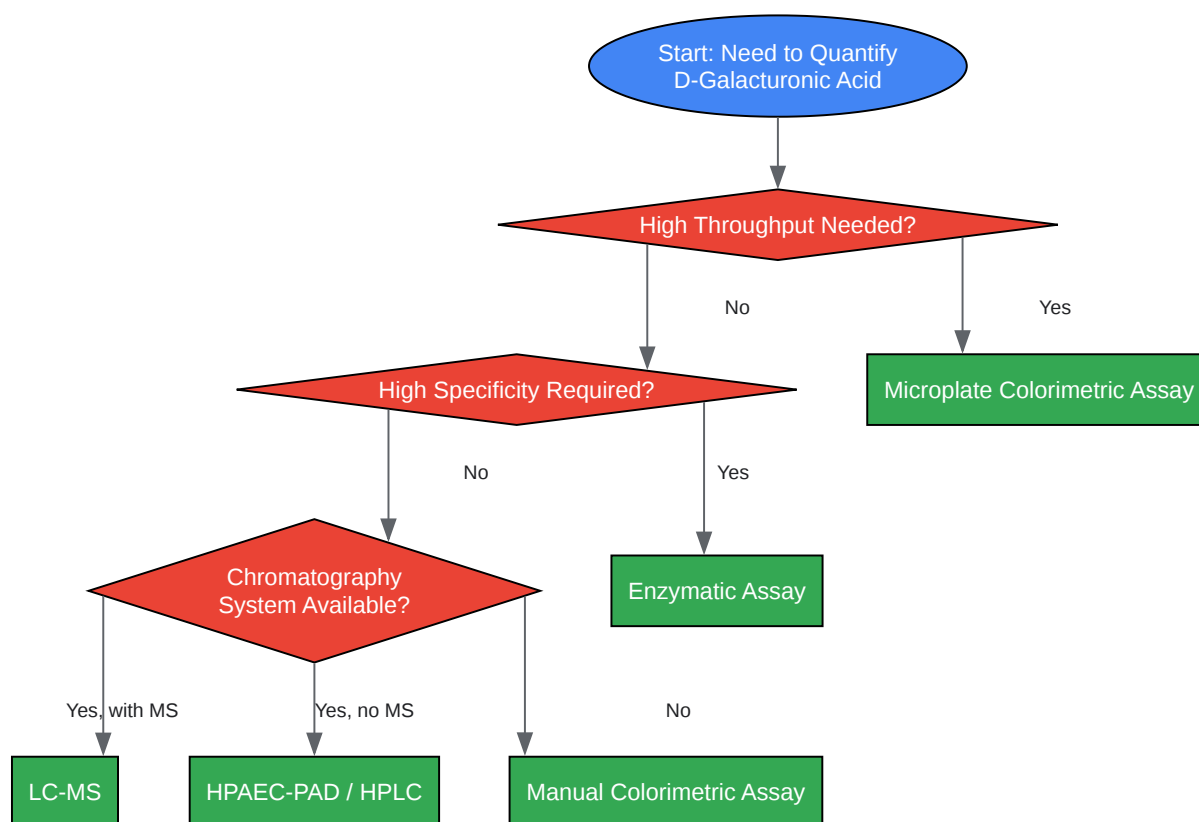 Start: Need to Quantify
D-Galacturonic Acid
High Throughput Needed?
No
Yes
High Specificity Required?
Microplate Colorimetric Assay
No
Yes
Chromatography
System Available?
Enzymatic Assay
Yes, with MS
Yes, no MS
No
LC-MS
HPAEC-PAD / HPLC
Manual Colorimetric Assay